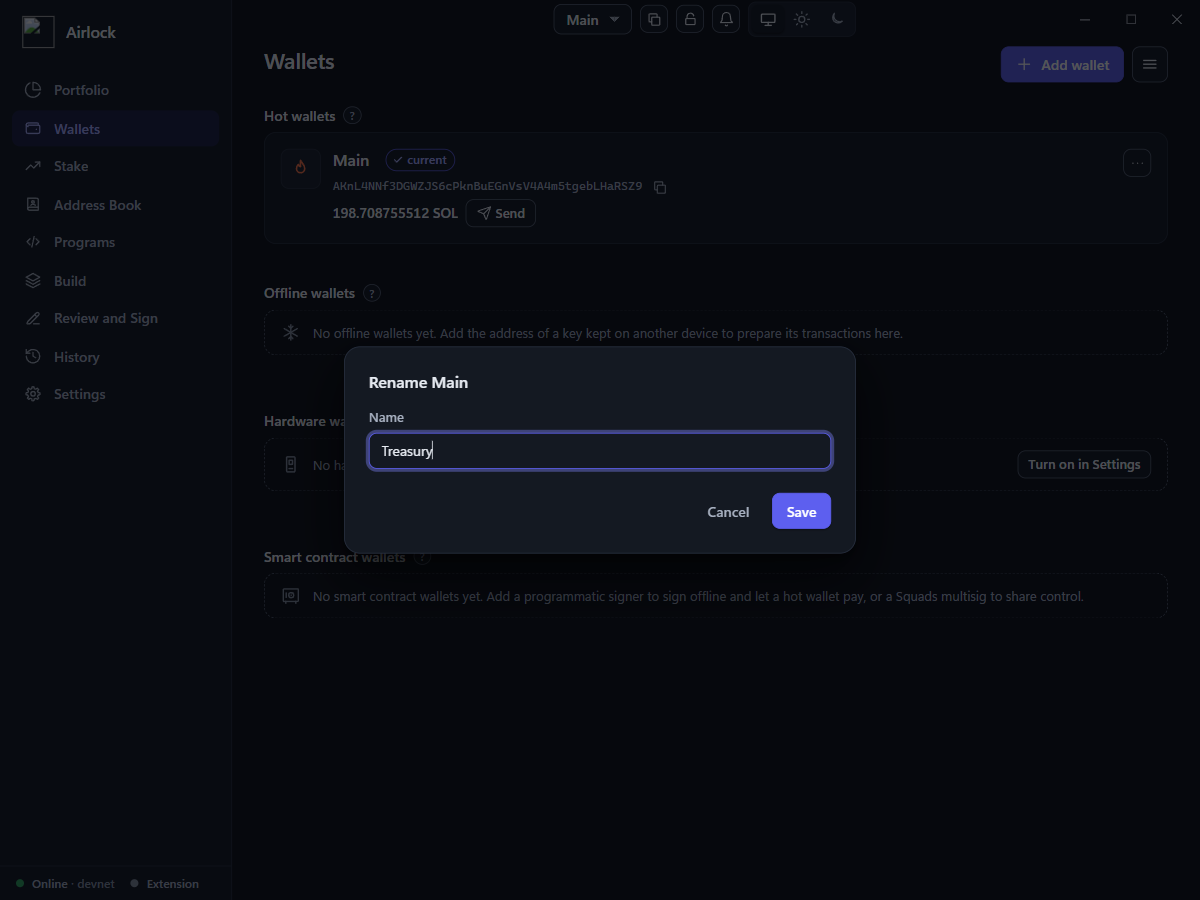 Airlock
Main
Portfolio
Wallets
Stake
Address Book
Programs
Build
Review and Sign
History
Settings
Wallets
Add wallet
Hot wallets ?
Main
current
AKnL4NNf3DGWZJS6cPknBuEGnVsV4A4m5tgebLHaRSZ9
198.708755512 SOL
Send
Offline wallets ?
No offline wallets yet. Add the address of a key kept on another device to prepare its transactions here.
Hardware wa
No ha
Turn on in Settings
Rename Main
Name
Treasury
Cancel
Save
Smart contract wallets ?
No smart contract wallets yet. Add a programmatic signer to sign offline and let a hot wallet pay, or a Squads multisig to share control.
Online · devnet
Extension